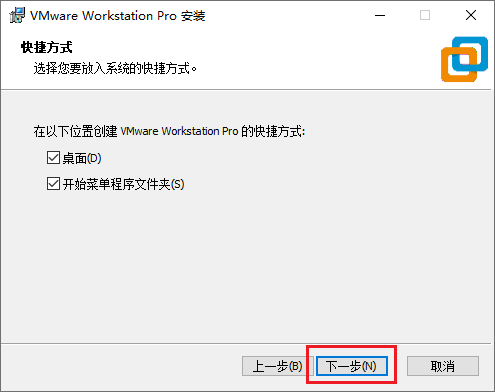 VMware Workstation Pro 安装
快捷方式
选择您要放入系统的快捷方式。
在以下位置创建 VMware Workstation Pro 的快捷方式:
桌面(D)
开始菜单程序文件夹(S)
上一步(B) 下一步(N) 取消